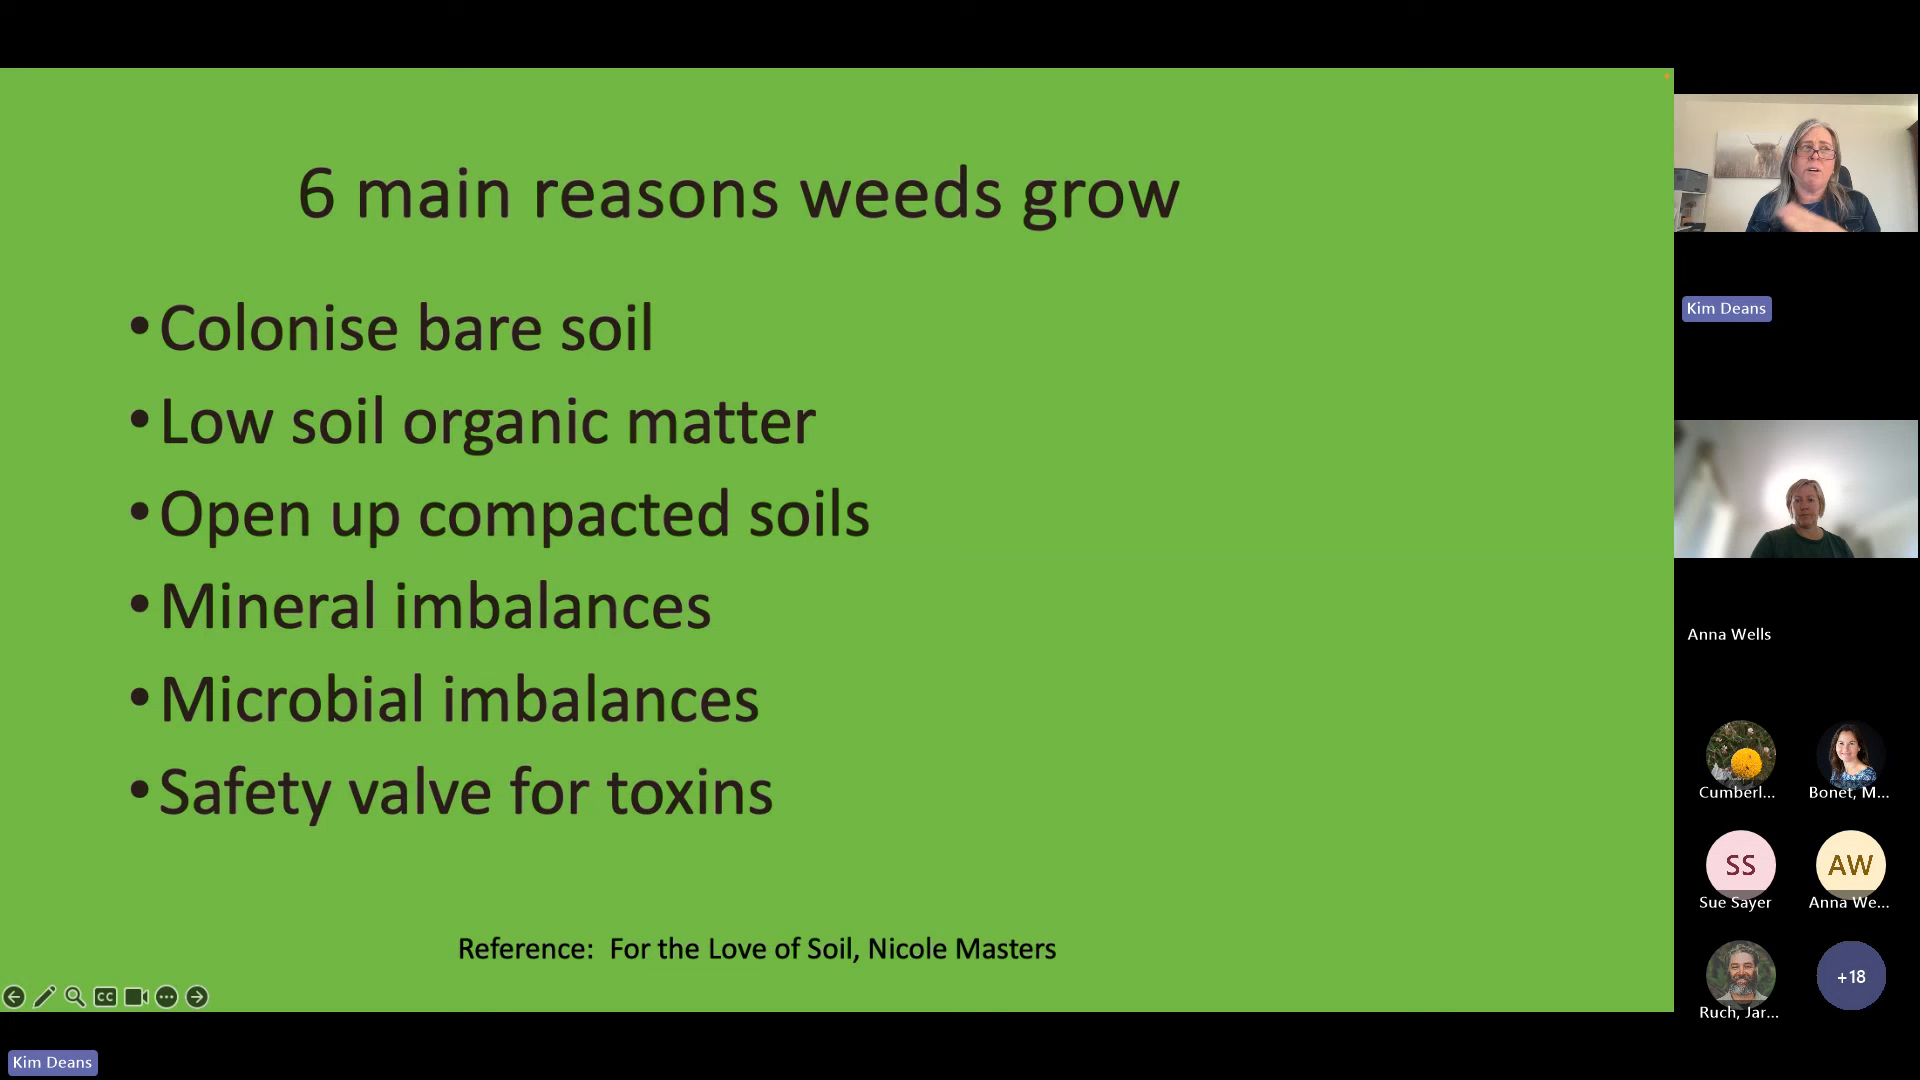 6 main reasons weeds grow
•Colonise bare soil
•Low soil organic matter
•Open up compacted soils
•Mineral imbalances
•Microbial imbalances
•Safety valve for toxins
Reference: For the Love of Soil, Nicole Masters
CC
Kim Deans
Kim Deans
Anna Wells
Cumberl...
Bonet, M...
SS
Sue Sayer
AW
Anna We...
Ruch, Jar...
+18